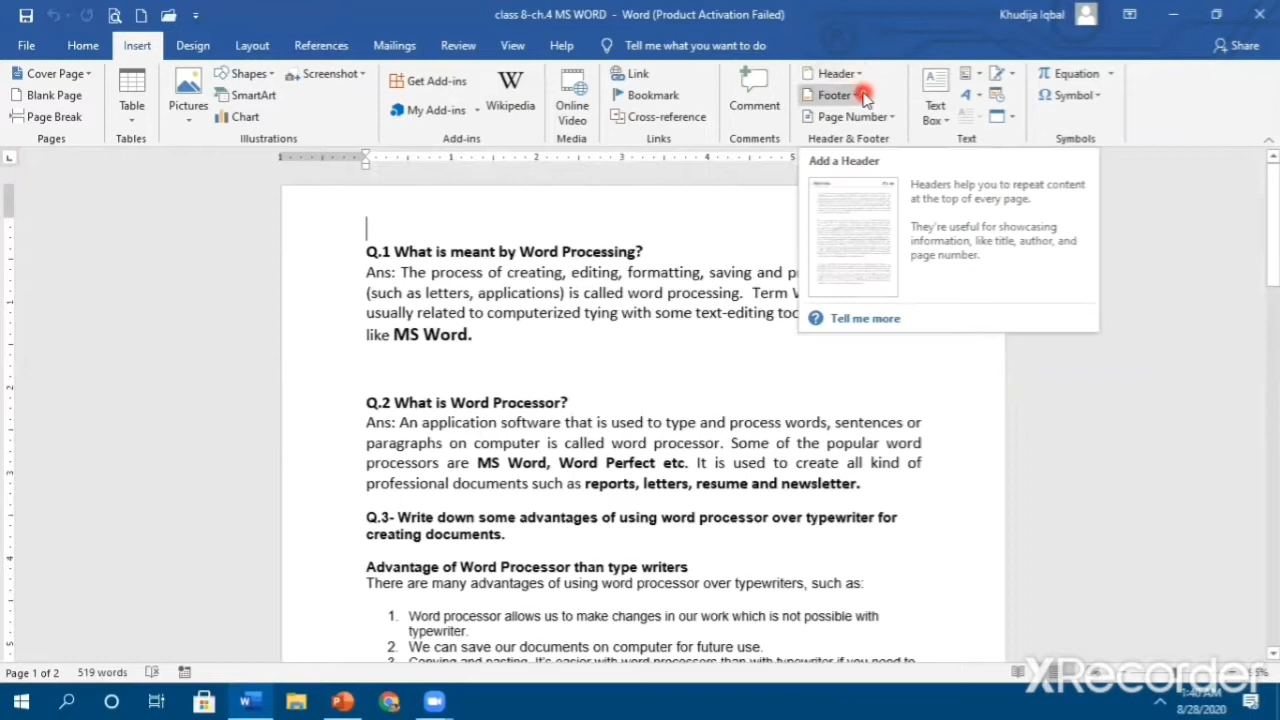 class 8-ch.4 MS WORD - Word (Product Activation Failed)
Khudija Iqbal
File Home Insert Design Layout References Mailings Review View Help Tell me what you want to do
Share
Cover Page
Blank Page
Page Break
Pages
Table
Tables
Pictures
Shapes
SmartArt
Chart
Screenshot
Illustrations
Get Add-ins
My Add-ins
W
Wikipedia
Add-ins
Online
Video
Media
Link
Bookmark
Cross-reference
Links
Comment
Comments
Header
Footer
Page Number
Header & Footer
A
Text
Box
Text
Equation
Symbol
Symbols
1 1 2 3 4 5
Add a Header
Headers help you to repeat content
at the top of every page.
They're useful for showcasing
information, like title, author, and
page number.
Tell me more
Q.1 What is meant by Word Processing?
Ans: The process of creating, editing, formatting, saving and
(such as letters, applications) is called word processing. Term
usually related to computerized tying with some text-editing
like MS Word.
Q.2 What is Word Processor?
Ans: An application software that is used to type and process words, sentences or
paragraphs on computer is called word processor. Some of the popular word
processors are MS Word, Word Perfect etc. It is used to create all kind of
professional documents such as reports, letters, resume and newsletter.
Q.3- Write down some advantages of using word processor over typewriter for
creating documents.
Advantage of Word Processor than type writers
There are many advantages of using word processor over typewriters, such as:
1. Word processor allows us to make changes in our work which is not possible with
typewriter.
2. We can save our documents on computer for future use.
3. Copying and pasting. It's easier with word processors than with typewriter if you need to
Page 1 of 2 519 words
XRecorder
1:40 AM
8/28/2020